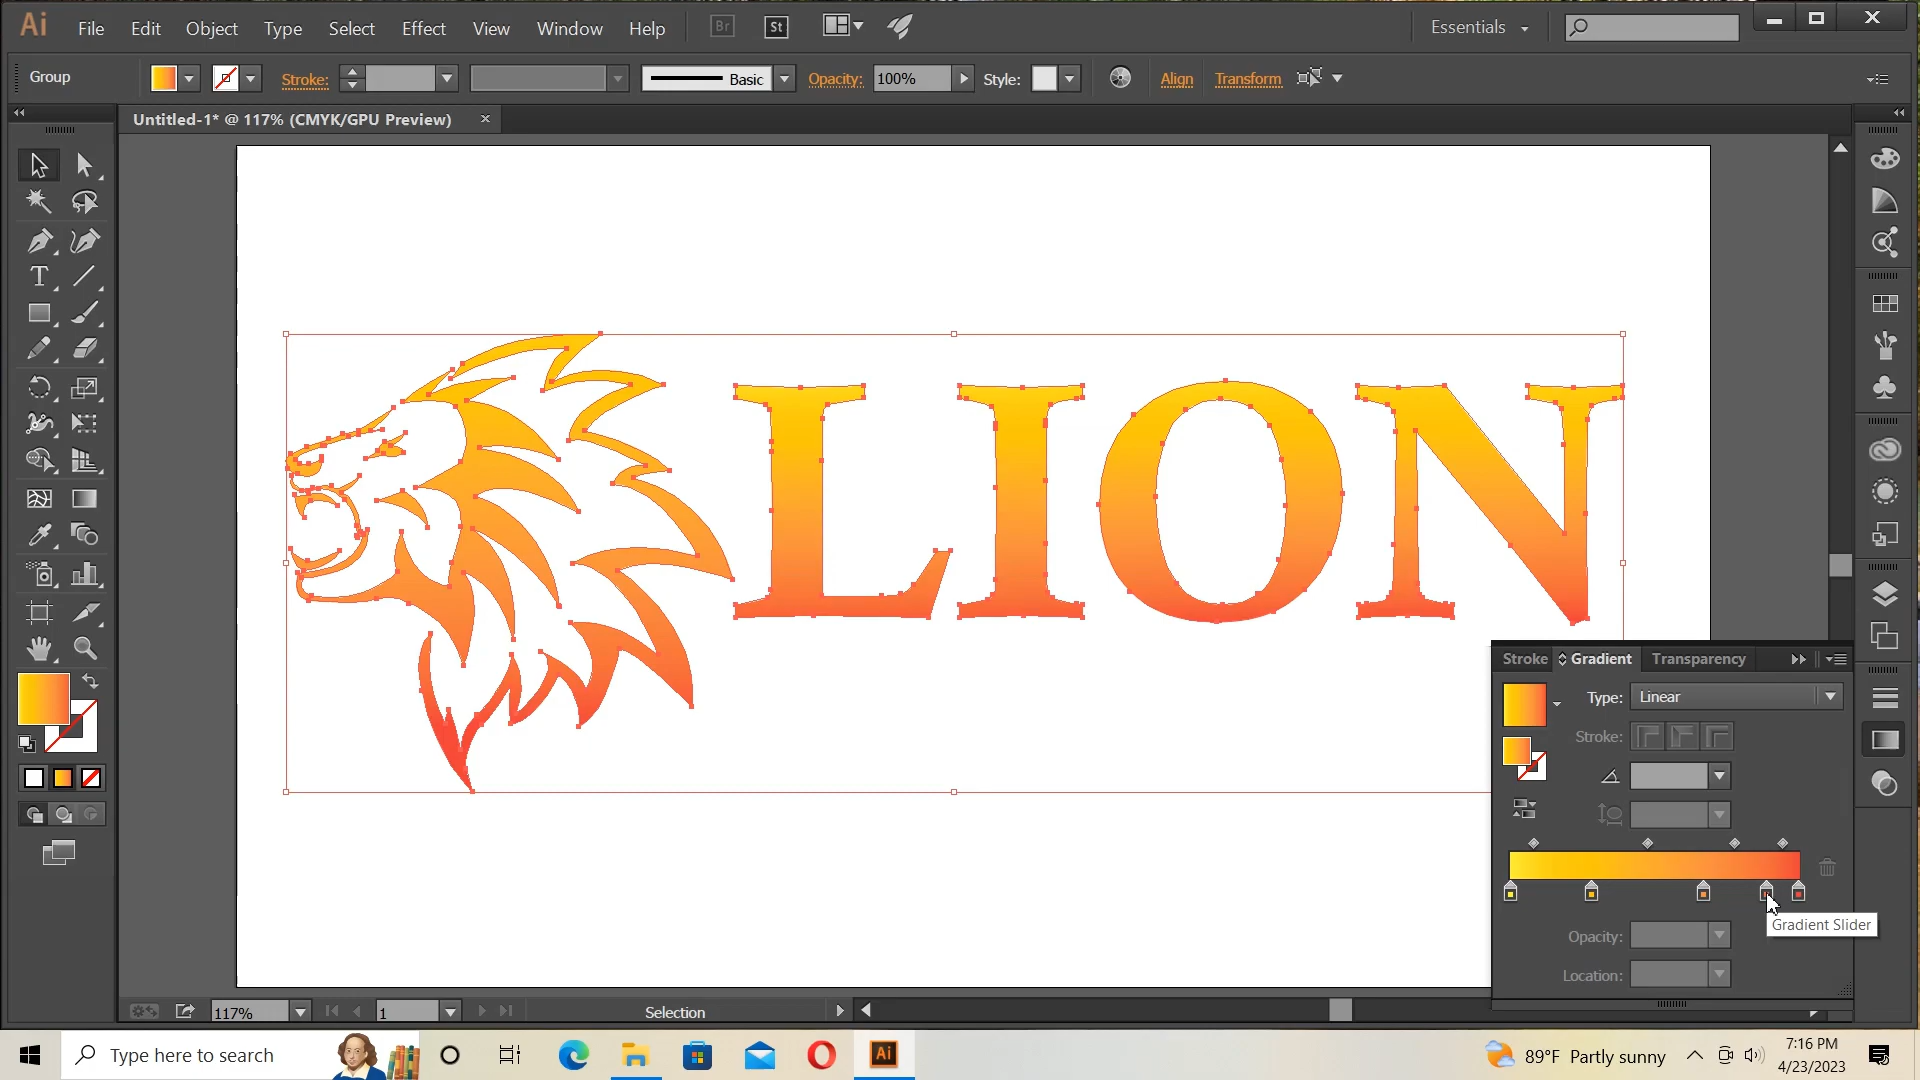 Ai File Edit Object Type Select Effect View Window Help Br St Essentials
Group Stroke: Basic Opacity: 100% Style: Align Transform
Untitled-1* @ 117% (CMYK/GPU Preview)
LION
Stroke Gradient Transparency
Type: Linear
Stroke:
Gradient Slider
Opacity:
Location:
117% 1 Selection
Type here to search
Ai
89°F Partly sunny
7:16 PM
4/23/2023